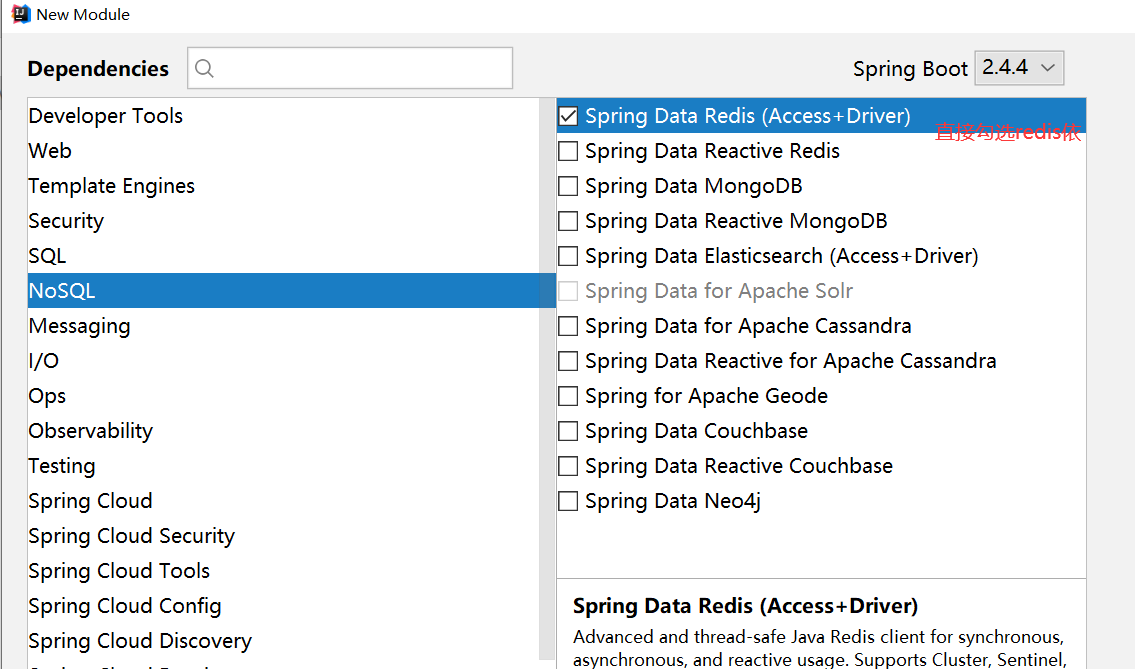 New Module
Dependencies
Spring Boot 2.4.4
Developer Tools
Web
Template Engines
Security
SQL
NoSQL
Messaging
I/O
Ops
Observability
Testing
Spring Cloud
Spring Cloud Security
Spring Cloud Tools
Spring Cloud Config
Spring Cloud Discovery
Spring Data Redis (Access+Driver)
直接勾选redis依
Spring Data Reactive Redis
Spring Data MongoDB
Spring Data Reactive MongoDB
Spring Data Elasticsearch (Access+Driver)
Spring Data for Apache Solr
Spring Data for Apache Cassandra
Spring Data Reactive for Apache Cassandra
Spring for Apache Geode
Spring Data Couchbase
Spring Data Reactive Couchbase
Spring Data Neo4j
Spring Data Redis (Access+Driver)
Advanced and thread-safe Java Redis client for synchronous,
asynchronous, and reactive usage. Supports Cluster, Sentinel,